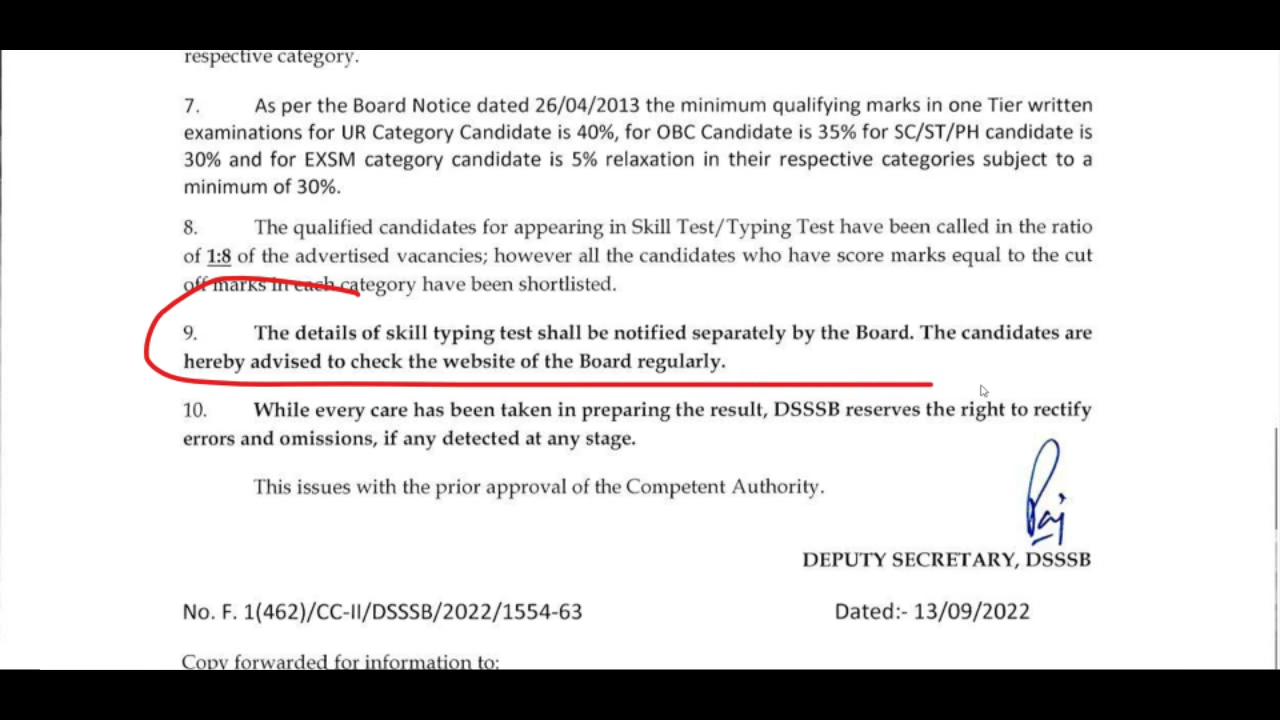 respective category.
7. As per the Board Notice dated 26/04/2013 the minimum qualifying marks in one Tier written
examinations for UR Category Candidate is 40%, for OBC Candidate is 35% for SC/ST/PH candidate is
30% and for EXSM category candidate is 5% relaxation in their respective categories subject to a
minimum of 30%.
8. The qualified candidates for appearing in Skill Test/Typing Test have been called in the ratio
of 1:8 of the advertised vacancies; however all the candidates who have score marks equal to the cut
off marks in each category have been shortlisted.
9. The details of skill typing test shall be notified separately by the Board. The candidates are
hereby advised to check the website of the Board regularly.
10. While every care has been taken in preparing the result, DSSSB reserves the right to rectify
errors and omissions, if any detected at any stage.
This issues with the prior approval of the Competent Authority.
DEPUTY SECRETARY, DSSSB
No. F. 1(462)/CC-II/DSSSB/2022/1554-63 Dated:- 13/09/2022
Copy forwarded for information to: